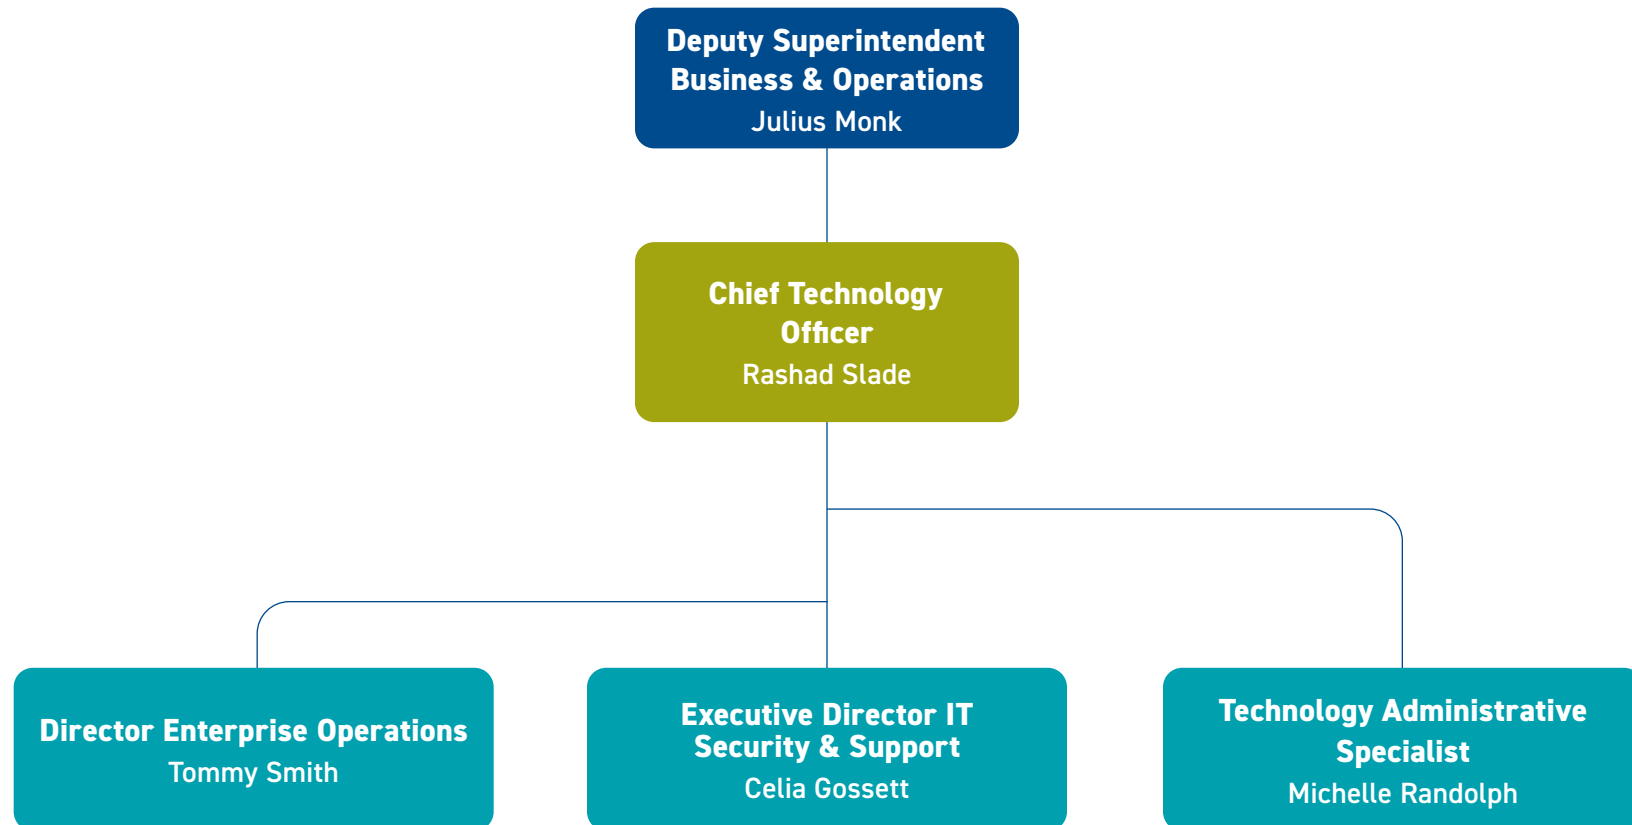 Deputy Superintendent
Business & Operations
Julius Monk
Chief Technology
Officer
Rashad Slade
Director Enterprise Operations
Tommy Smith
Executive Director IT
Security & Support
Celia Gossett
Technology Administrative
Specialist
Michelle Randolph